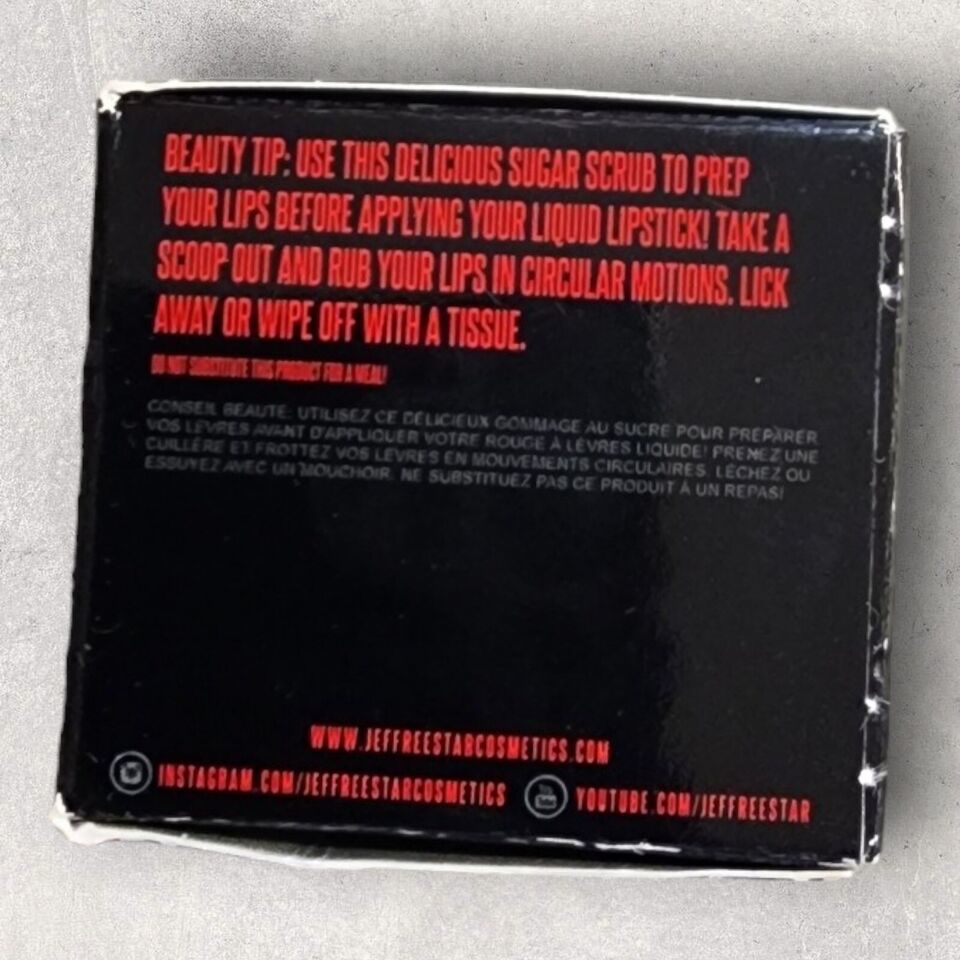 BEAUTY TIP: USE THIS DELICIOUS SUGAR SCRUB TO PREP
YOUR LIPS BEFORE APPLYING YOUR LIQUID LIPSTICK! TAKE A
SCOOP OUT AND RUB YOUR LIPS IN CIRCULAR MOTIONS. LICK
AWAY OR WIPE OFF WITH A TISSUE.
DO NOT SUBSTITUTE THIS PRODUCT FOR A MEAL!
CONSEIL BEAUTE: UTILISEZ CE DÉLICIEUX GOMMAGE AU SUCRE POUR PRÉPARER
VOS LÈVRES AVANT D'APPLIQUER VOTRE ROUGE À LÈVRES LIQUIDE! PRENEZ UNE
CUILLÈRE ET FROTTEZ VOS LÈVRES EN MOUVEMENTS CIRCULAIRES. LÉCHEZ OU
ESSUYEZ AVEC UN MOUCHOIR. NE SUBSTITUEZ PAS CE PRODUIT À UN REPAS!
WWW.JEFFREESTARCOSMETICS.COM
INSTAGRAM.COM/JEFFREESTARCOSMETICS
YOUTUBE.COM/JEFFREESTAR